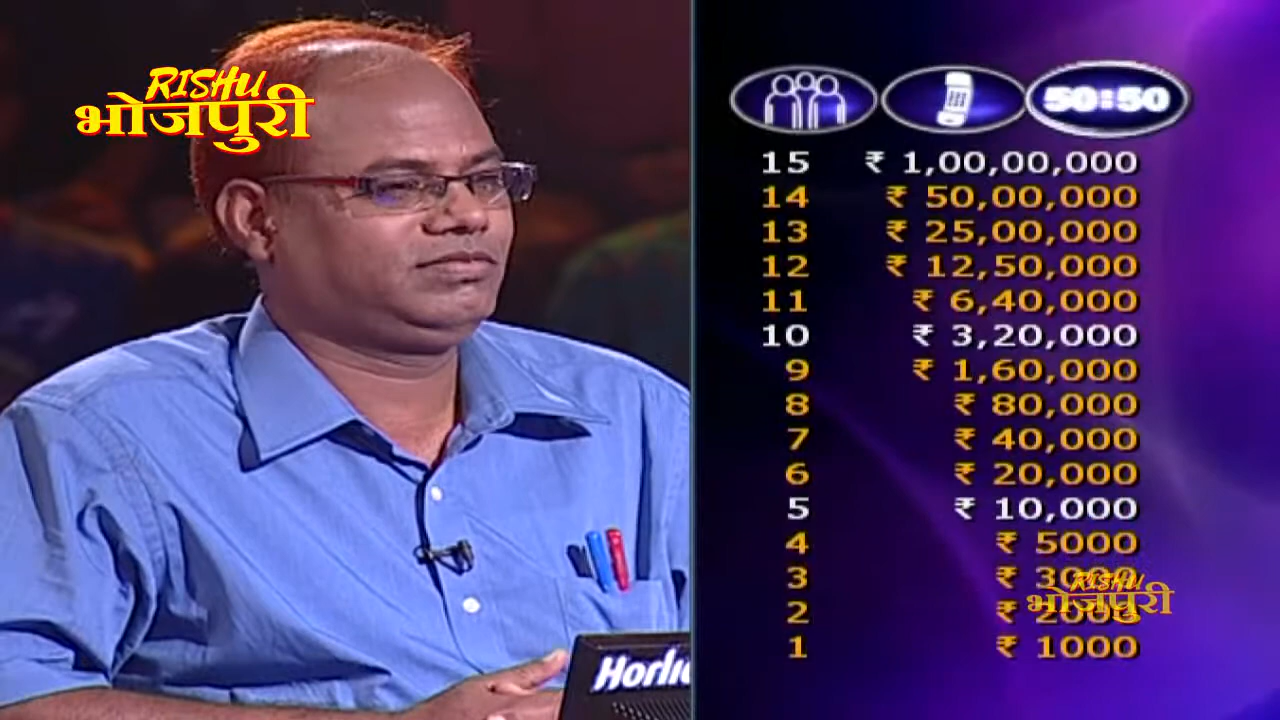 RISHU
भोजपुरी
50:50
15 ₹ 1,00,00,000
14 ₹ 50,00,000
13 ₹ 25,00,000
12 ₹ 12,50,000
11 ₹ 6,40,000
10 ₹ 3,20,000
9 ₹ 1,60,000
8 ₹ 80,000
7 ₹ 40,000
6 ₹ 20,000
5 ₹ 10,000
4 ₹ 5000
3 ₹ 3000
RISHU
भोजपुरी
2 ₹ 2000
1 ₹ 1000